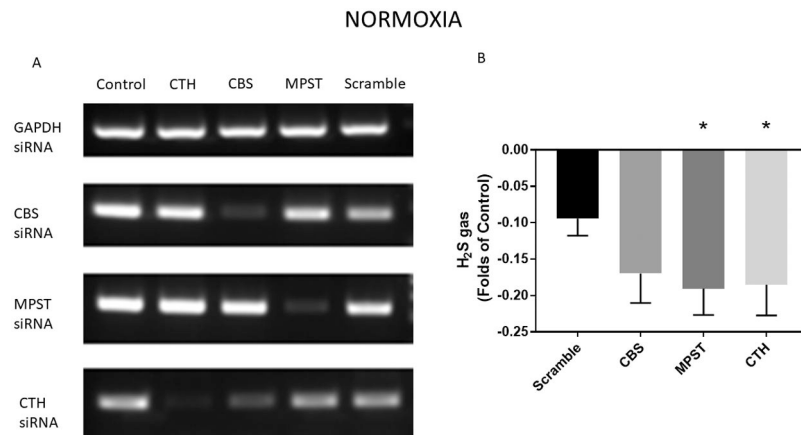 NORMOXIA
A
Control CTH CBS MPST Scramble
GAPDH
siRNA
CBS
siRNA
MPST
siRNA
CTH
siRNA
B
* *
0.00
-0.05
-0.10
-0.15
-0.20
-0.25
H₂S gas
(Folds of Control)
Scramble CBS MPST CTH